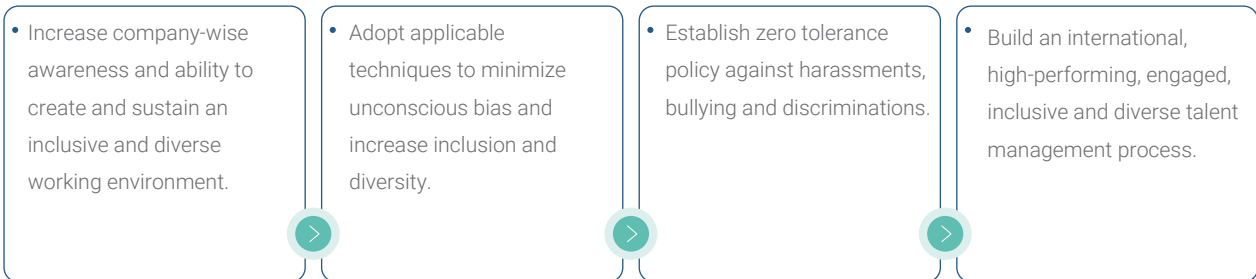 • Increase company-wise
awareness and ability to
create and sustain an
inclusive and diverse
working environment.
• Adopt applicable
techniques to minimize
unconscious bias and
increase inclusion and
diversity.
• Establish zero tolerance
policy against harassments,
bullying and discriminations.
• Build an international,
high-performing, engaged,
inclusive and diverse talent
management process.